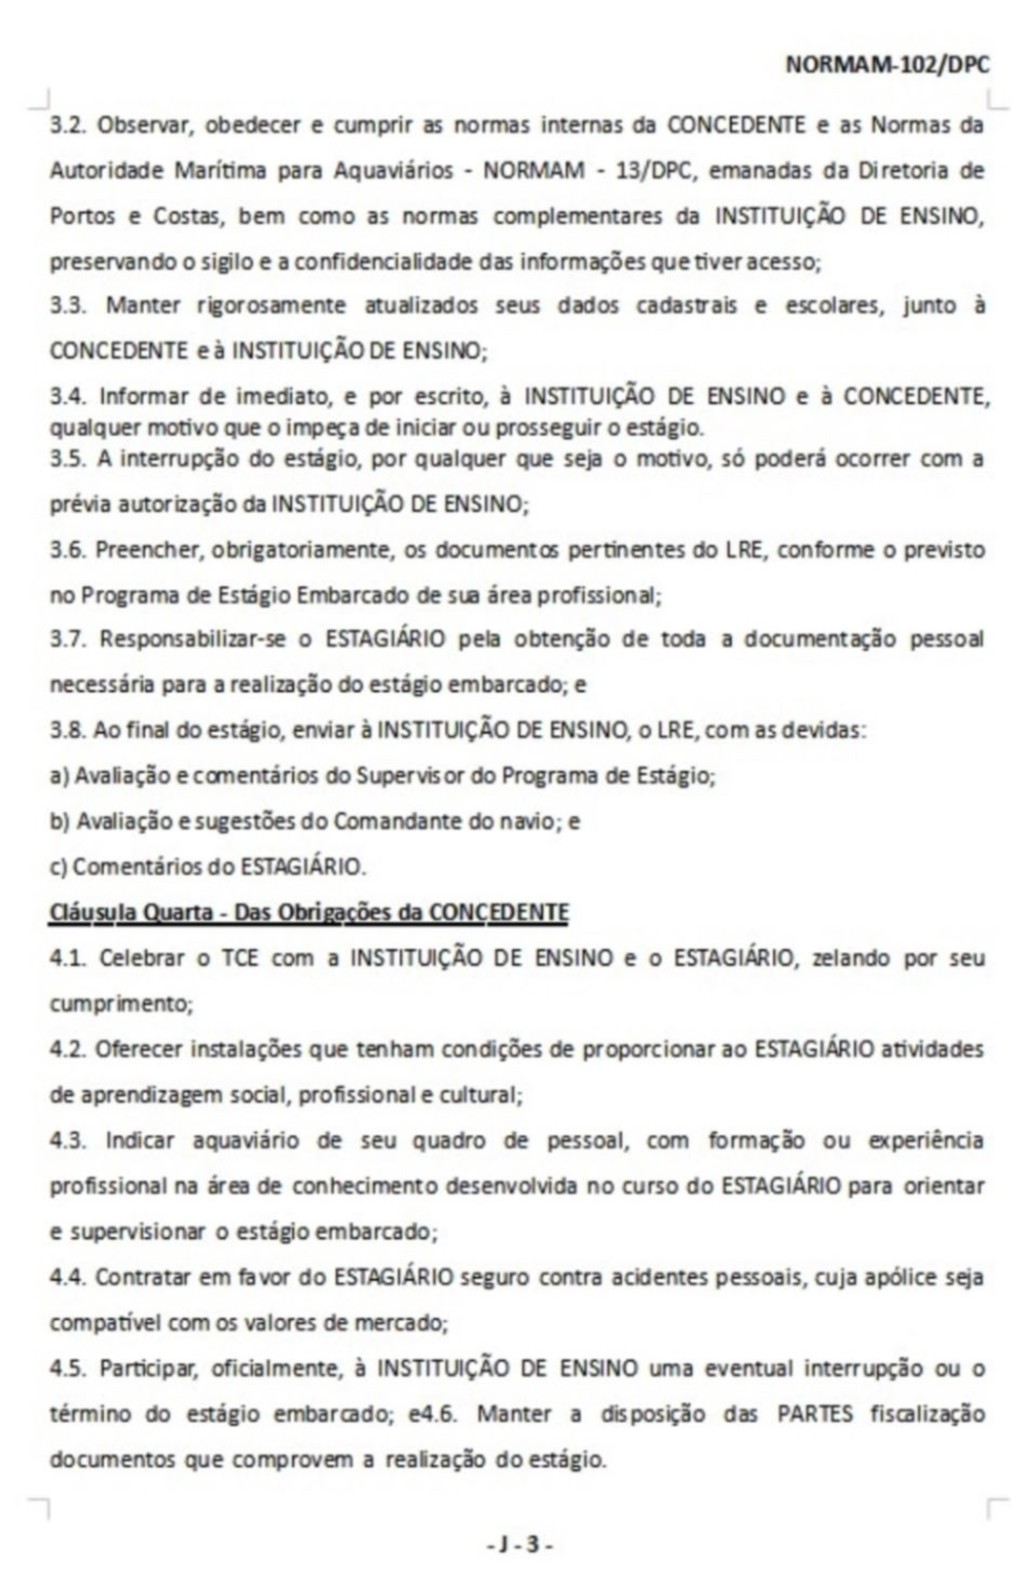 NORMAM-102/DPC
3.2. Observar, obedecer e cumprir as normas internas da CONCEDENTE e as Normas da
Autoridade Marítima para Aquaviários - NORMAM - 13/DPC, emanadas da Diretoria de
Portos e Costas, bem como as normas complementares da INSTITUIÇÃO DE ENSINO,
preservando o sigilo e a confidencialidade das informações que tiver acesso;
3.3. Manter rigorosamente atualizados seus dados cadastrais e escolares, junto à
CONCEDENTE e à INSTITUIÇÃO DE ENSINO;
3.4. Informar de imediato, e por escrito, à INSTITUIÇÃO DE ENSINO e à CONCEDENTE,
qualquer motivo que o impeça de iniciar ou prosseguir o estágio.
3.5. A interrupção do estágio, por qualquer que seja o motivo, só poderá ocorrer com a
prévia autorização da INSTITUIÇÃO DE ENSINO;
3.6. Preencher, obrigatoriamente, os documentos pertinentes do LRE, conforme o previsto
no Programa de Estágio Embarcado de sua área profissional;
3.7. Responsabilizar-se o ESTAGIÁRIO pela obtenção de toda a documentação pessoal
necessária para a realização do estágio embarcado; e
3.8. Ao final do estágio, enviar à INSTITUIÇÃO DE ENSINO, o LRE, com as devidas:
a) Avaliação e comentários do Supervisor do Programa de Estágio;
b) Avaliação e sugestões do Comandante do navio; e
c) Comentários do ESTAGIÁRIO.
Cláusula Quarta - Das Obrigações da CONCEDENTE
4.1. Celebrar o TCE com a INSTITUIÇÃO DE ENSINO e o ESTAGIÁRIO, zelando por seu
cumprimento;
4.2. Oferecer instalações que tenham condições de proporcionar ao ESTAGIÁRIO atividades
de aprendizagem social, profissional e cultural;
4.3. Indicar aquaviário de seu quadro de pessoal, com formação ou experiência
profissional na área de conhecimento desenvolvida no curso do ESTAGIÁRIO para orientar
e supervisionar o estágio embarcado;
4.4. Contratar em favor do ESTAGIÁRIO seguro contra acidentes pessoais, cuja apólice seja
compatível com os valores de mercado;
4.5. Participar, oficialmente, à INSTITUIÇÃO DE ENSINO uma eventual interrupção ou o
término do estágio embarcado; e4.6. Manter a disposição das PARTES fiscalização
documentos que comprovem a realização do estágio.
- J - 3 -